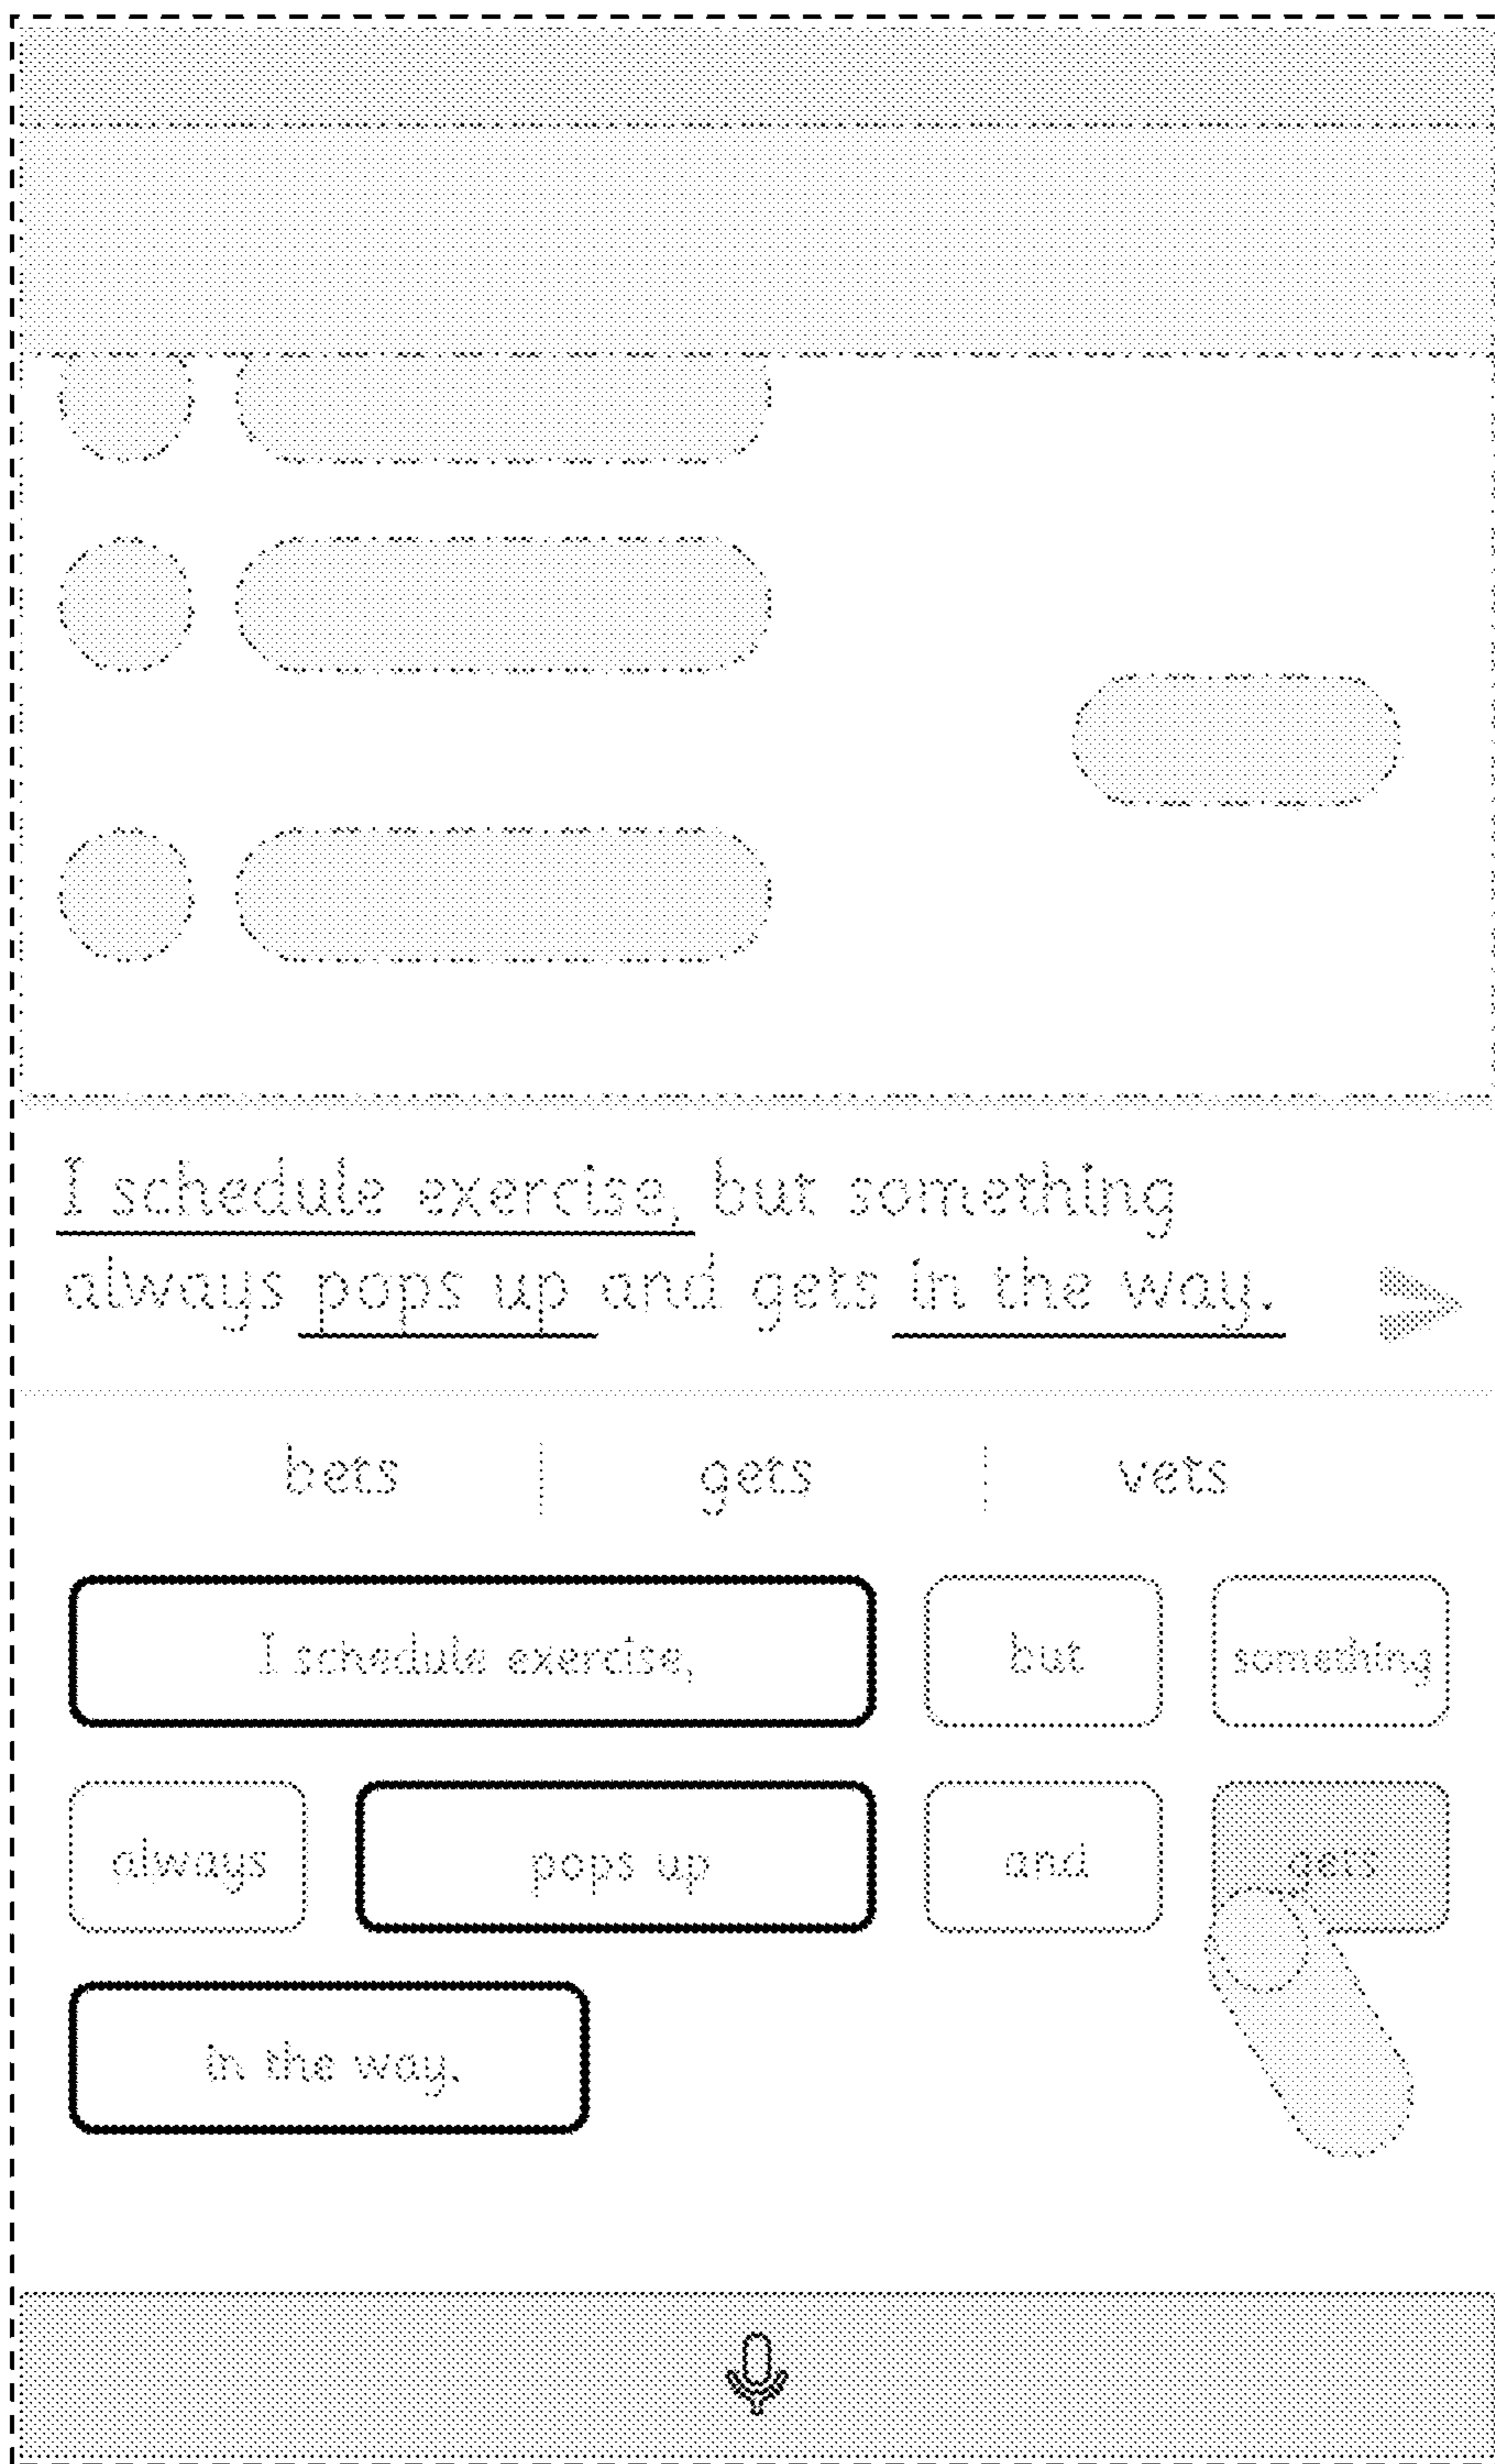 I schedule exercise, but something
always pops up and gets in the way.
bets gets vets
I schedule exercise, but something
always pops up and gets
in the way.